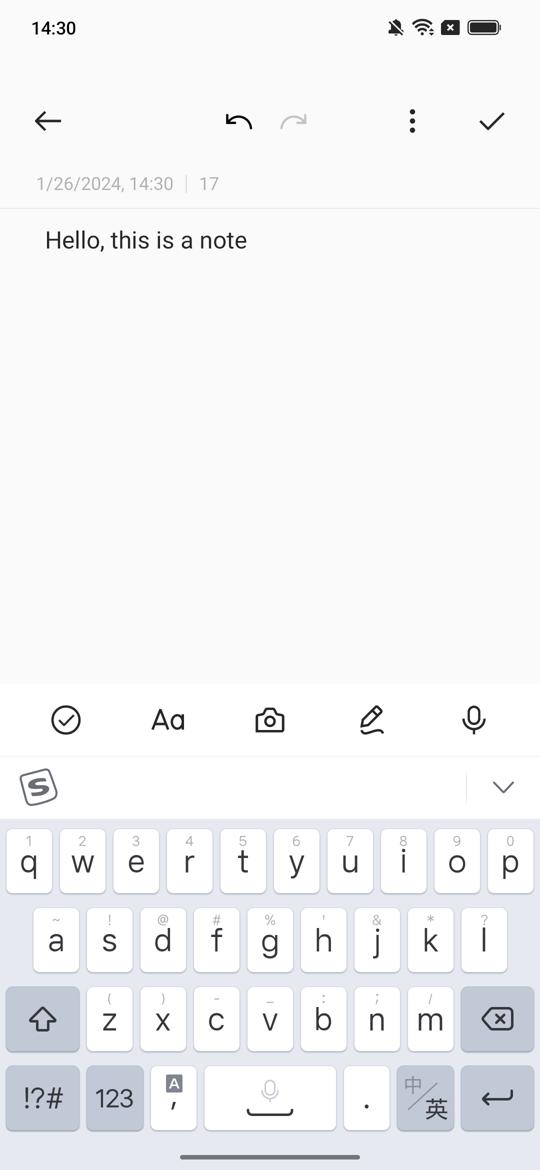 14:30
1/26/2024, 14:30 | 17
Hello, this is a note
Aa
S
1 2 3 4 5 6 7 8 9 0
q w e r t y u i o p
~ ! @ # % ' & * ?
a s d f g h j k l
( ) - _ : ; /
z x c v b n m
!?# 123 A , . 中/英